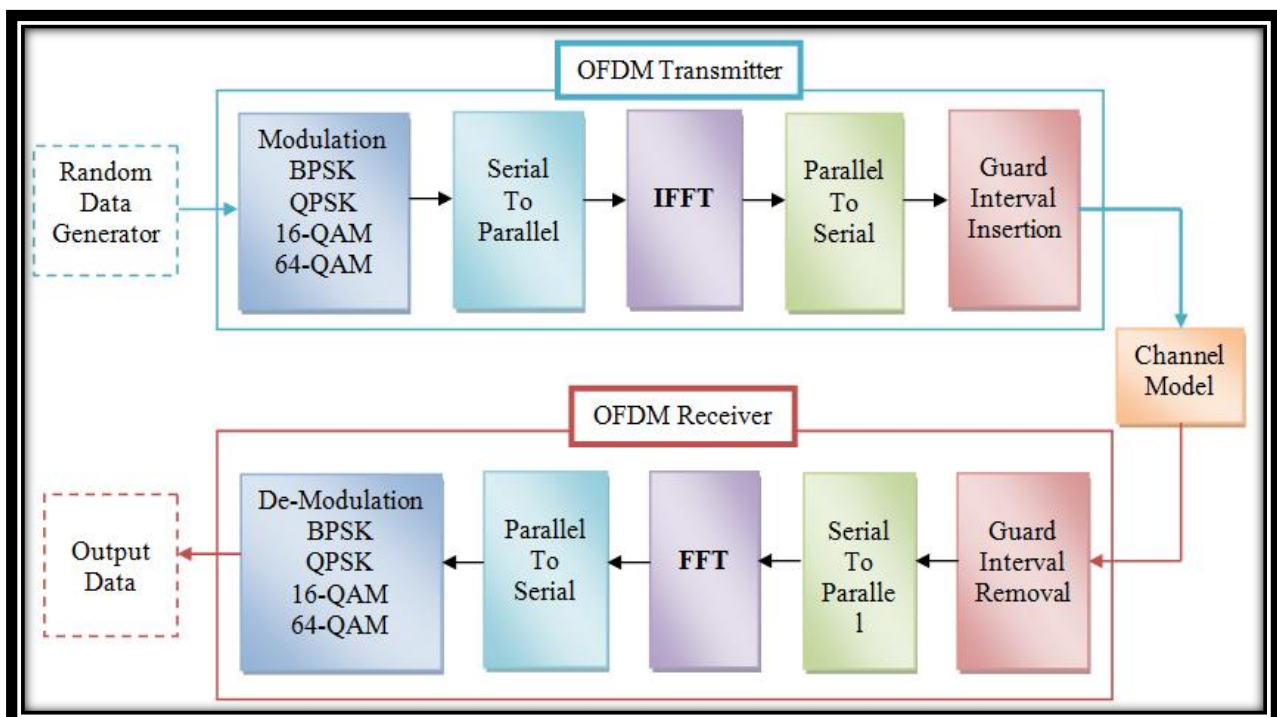 OFDM Transmitter
Random
Data
Generator
Modulation
BPSK
QPSK
16-QAM
64-QAM
Serial
To
Parallel
IFFT
Parallel
To
Serial
Guard
Interval
Insertion
Channel
Model
OFDM Receiver
Guard
Interval
Removal
Serial
To
Paralle
l
FFT
Parallel
To
Serial
De-Modulation
BPSK
QPSK
16-QAM
64-QAM
Output
Data